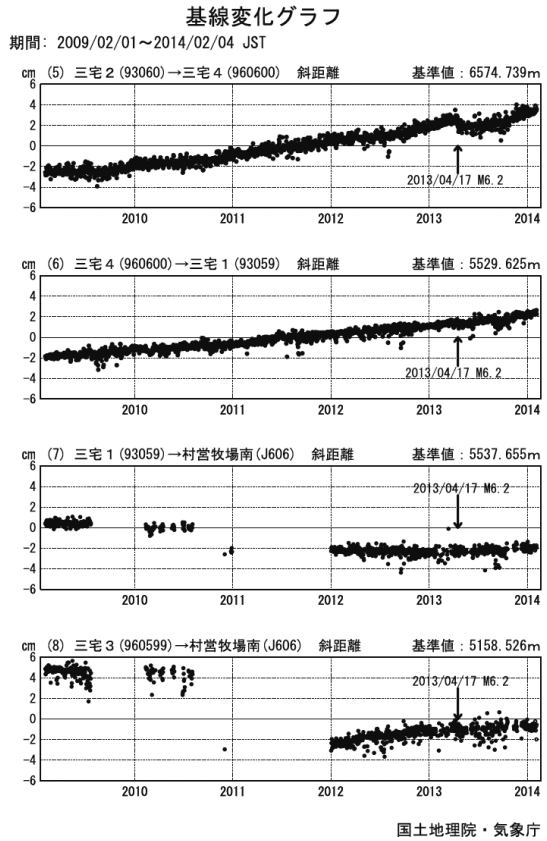 基線変化グラフ
期間: 2009/02/01～2014/02/04 JST
cm (5) 三宅２(93060)→三宅４(960600) 斜距離 基準値：6574.739ｍ
6
4
2
0
−2
−4
−6
2013/04/17 M6.2
2010 2011 2012 2013 2014
cm (6) 三宅４(960600)→三宅１(93059) 斜距離 基準値：5529.625ｍ
6
4
2
0
−2
−4
−6
2013/04/17 M6.2
2010 2011 2012 2013 2014
cm (7) 三宅１(93059)→村営牧場南(J606) 斜距離 基準値：5537.655ｍ
6
4
2
0
−2
−4
−6
2013/04/17 M6.2
2010 2011 2012 2013 2014
cm (8) 三宅３(960599)→村営牧場南(J606) 斜距離 基準値：5158.526ｍ
6
4
2
0
−2
−4
−6
2013/04/17 M6.2
2010 2011 2012 2013 2014
国土地理院・気象庁